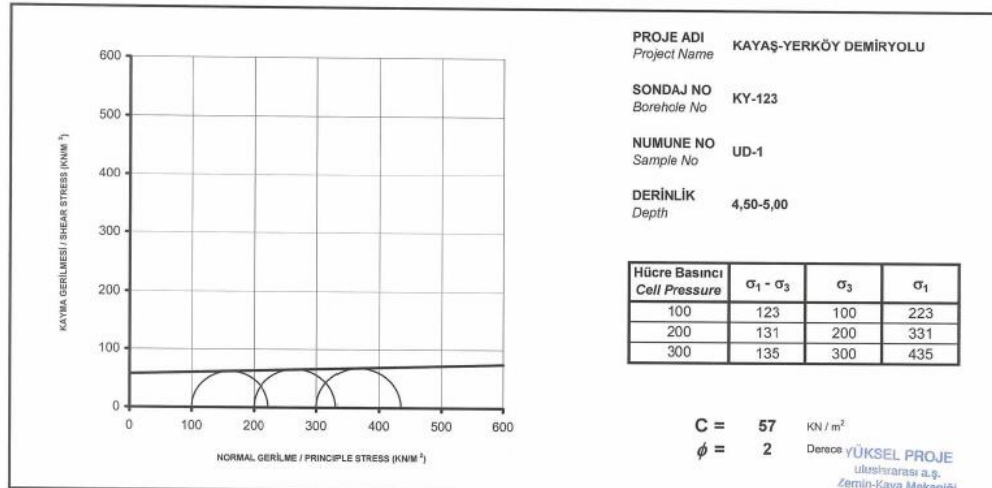 600
500
400
300
200
100
0
0 100 200 300 400 500 600
KAYMA GERİLMESİ / SHEAR STRESS (KN/M ²)
NORMAL GERİLME / PRINCIPLE STRESS (KN/M ²)
PROJE ADI
Project Name
KAYAŞ-YERKÖY DEMİRYOLU
SONDAJ NO
Borehole No
KY-123
NUMUNE NO
Sample No
UD-1
DERİNLİK
Depth
4,50-5,00
Hücre Basıncı
Cell Pressure
σ₁ - σ₃
σ₃
σ₁
100 123 100 223
200 131 200 331
300 135 300 435
C = 57 KN / m²
ϕ = 2 Derece
YÜKSEL PROJE
uluslararası a.ş.
Zemin-Kaya Mekaniği